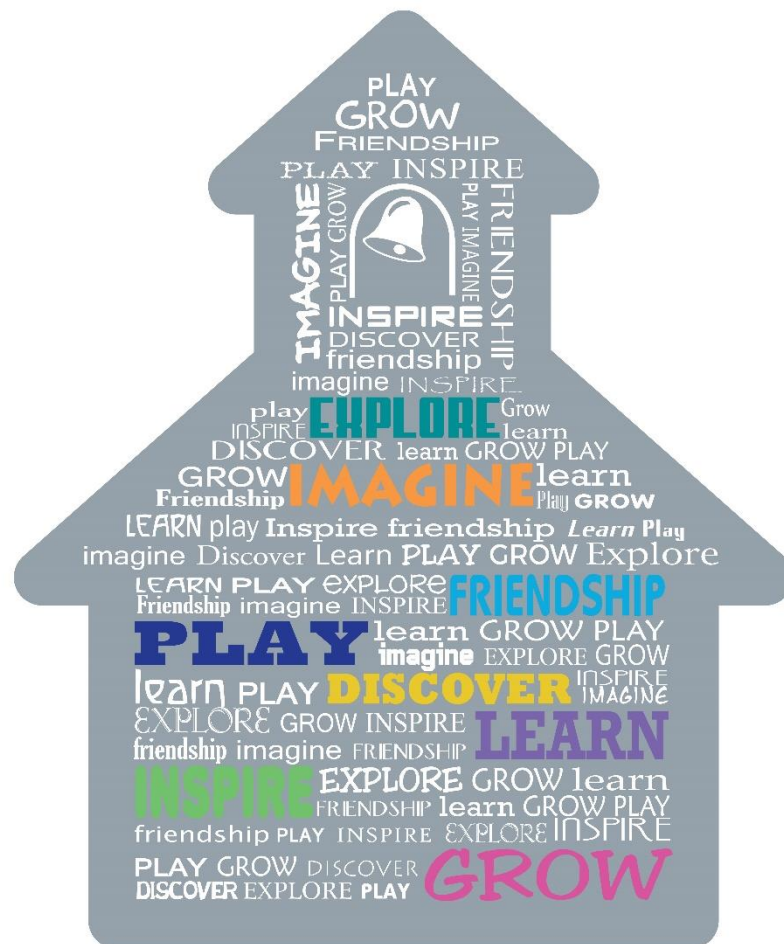 PLAY
GROW
FRIENDSHIP
PLAY INSPIRE
IMAGINE
PLAY GROW
PLAY IMAGINE
FRIENDSHIP
INSPIRE
DISCOVER
friendship
imagine INSPIRE
play EXPLORE Grow
INSPIRE learn
DISCOVER learn GROW PLAY
GROW IMAGINE learn
Friendship Play GROW
LEARN play Inspire friendship Learn Play
imagine Discover Learn PLAY GROW Explore
LEARN PLAY eXPLORe FRIENDSHIP
Friendship imagine INSPIRE
PLAY learn GROW PLAY
imagine EXPLORE GROW
learn PLAY DISCOVER INSPIRE
IMAGINE
EXPLORE GROW INSPIRE LEARN
friendship imagine FRIENDSHIP
INSPIRE EXPLORE GROW learn
FRIENDSHIP learn GROW PLAY
friendship PLAY INSPIRE EXPLORE INSPIRE
PLAY GROW DISCOVER GROW
DISCOVER EXPLORE PLAY